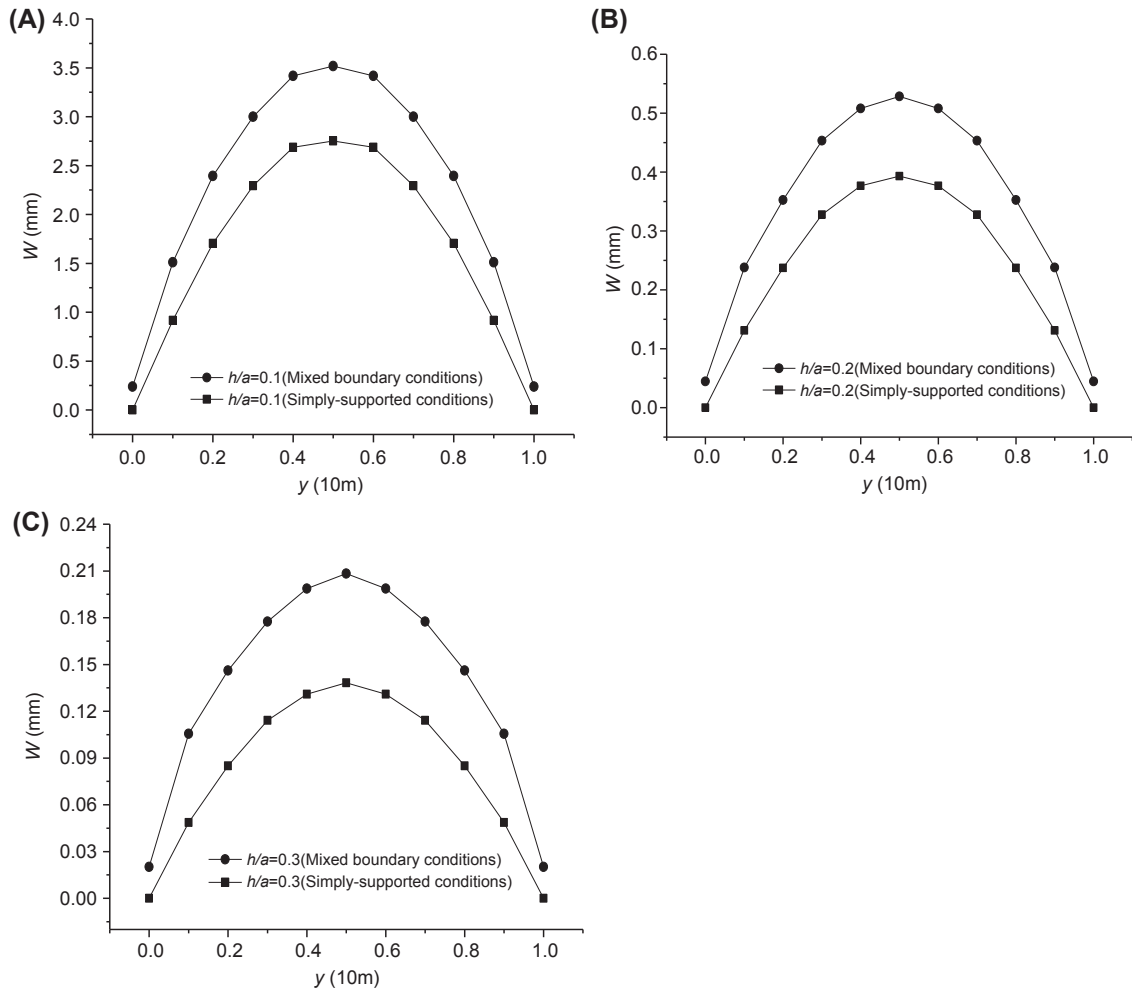 (A)
4.0
3.5
3.0
2.5
2.0
1.5
1.0
0.5
0.0
W (mm)
h/a=0.1(Mixed boundary conditions)
h/a=0.1(Simply-supported conditions)
0.0 0.2 0.4 0.6 0.8 1.0
y (10m)
(B)
0.6
0.5
0.4
0.3
0.2
0.1
0.0
W (mm)
h/a=0.2(Mixed boundary conditions)
h/a=0.2(Simply-supported conditions)
0.0 0.2 0.4 0.6 0.8 1.0
y (10m)
(C)
0.24
0.21
0.18
0.15
0.12
0.09
0.06
0.03
0.00
W (mm)
h/a=0.3(Mixed boundary conditions)
h/a=0.3(Simply-supported conditions)
0.0 0.2 0.4 0.6 0.8 1.0
y (10m)